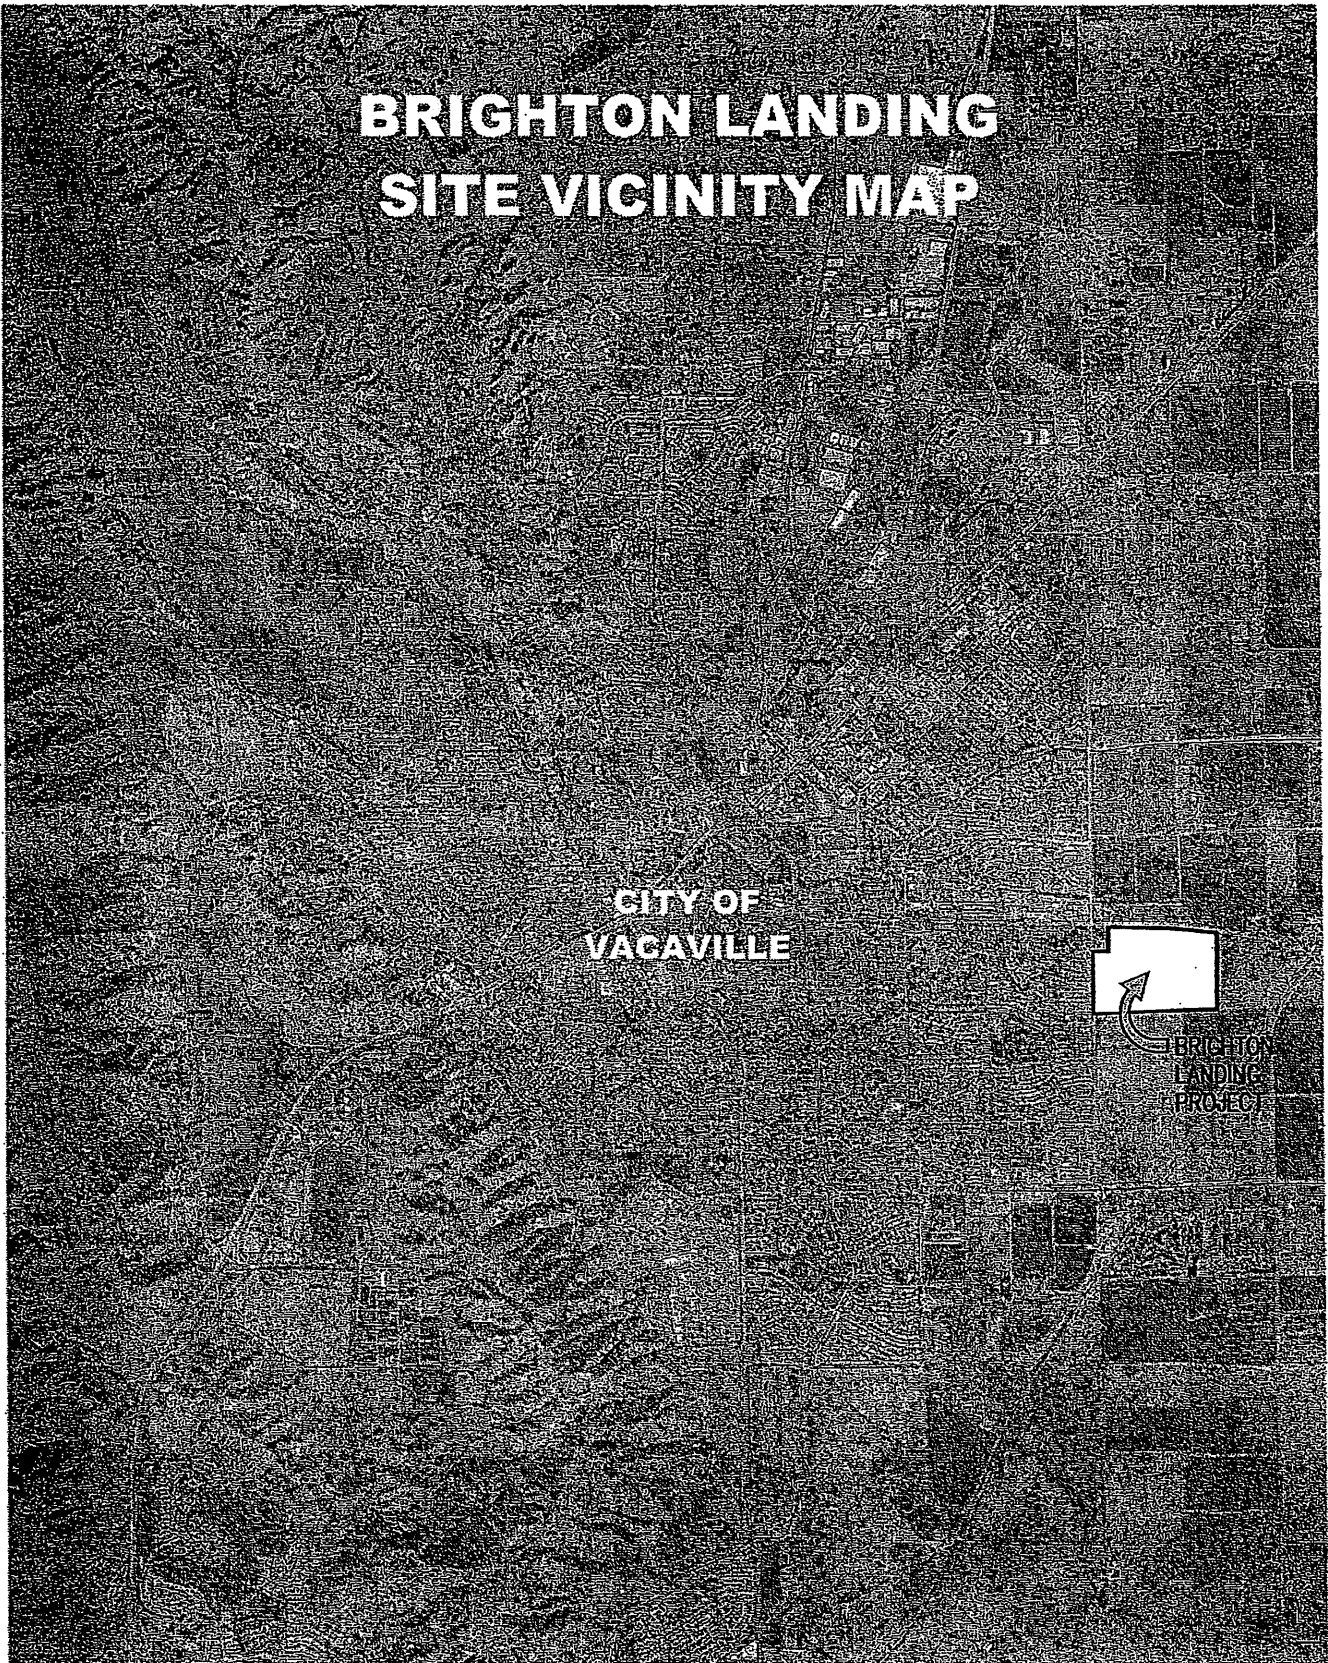 BRIGHTON LANDING
SITE VICINITY MAP
CITY OF
VACAVILLE
BRIGHTON
LANDING
PROJECT